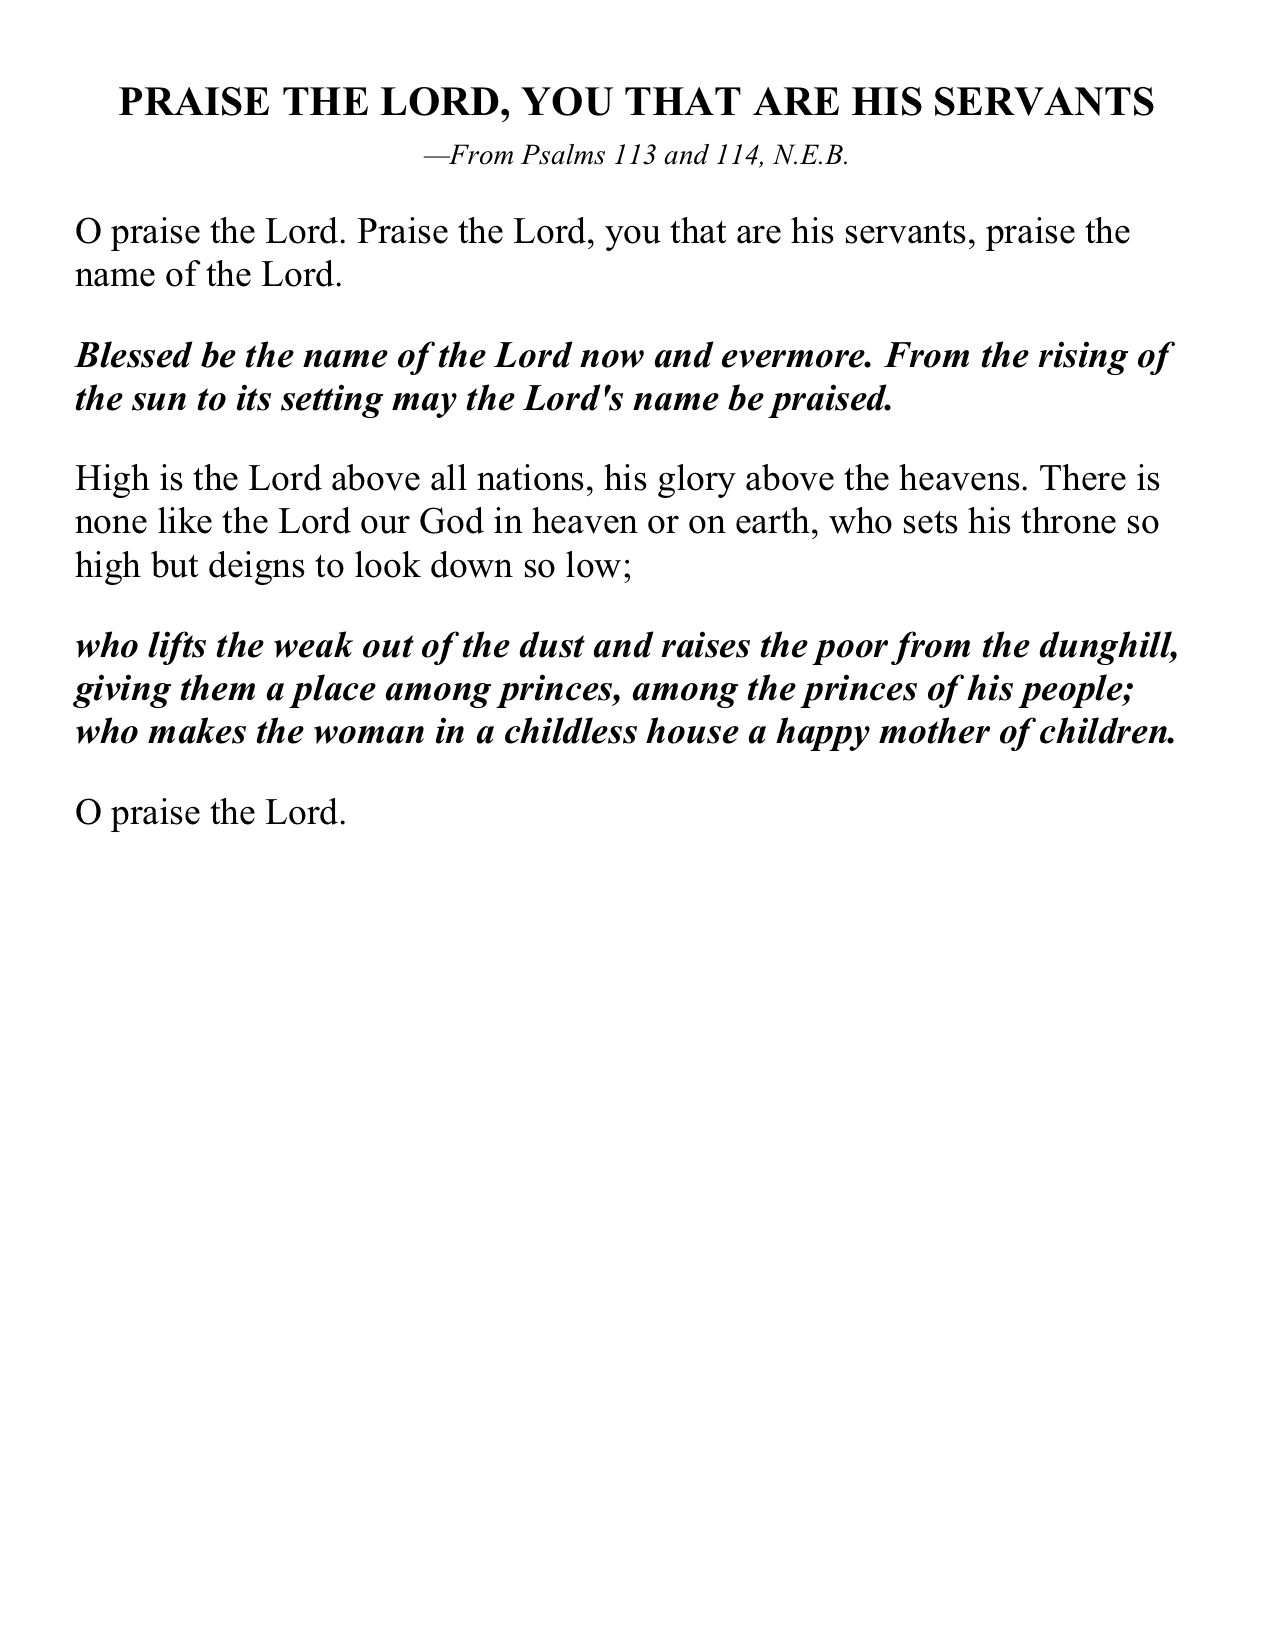 PRAISE THE LORD, YOU THAT ARE HIS SERVANTS
—From Psalms 113 and 114, N.E.B.
O praise the Lord. Praise the Lord, you that are his servants, praise the
name of the Lord.
Blessed be the name of the Lord now and evermore. From the rising of
the sun to its setting may the Lord's name be praised.
High is the Lord above all nations, his glory above the heavens. There is
none like the Lord our God in heaven or on earth, who sets his throne so
high but deigns to look down so low;
who lifts the weak out of the dust and raises the poor from the dunghill,
giving them a place among princes, among the princes of his people;
who makes the woman in a childless house a happy mother of children.
O praise the Lord.